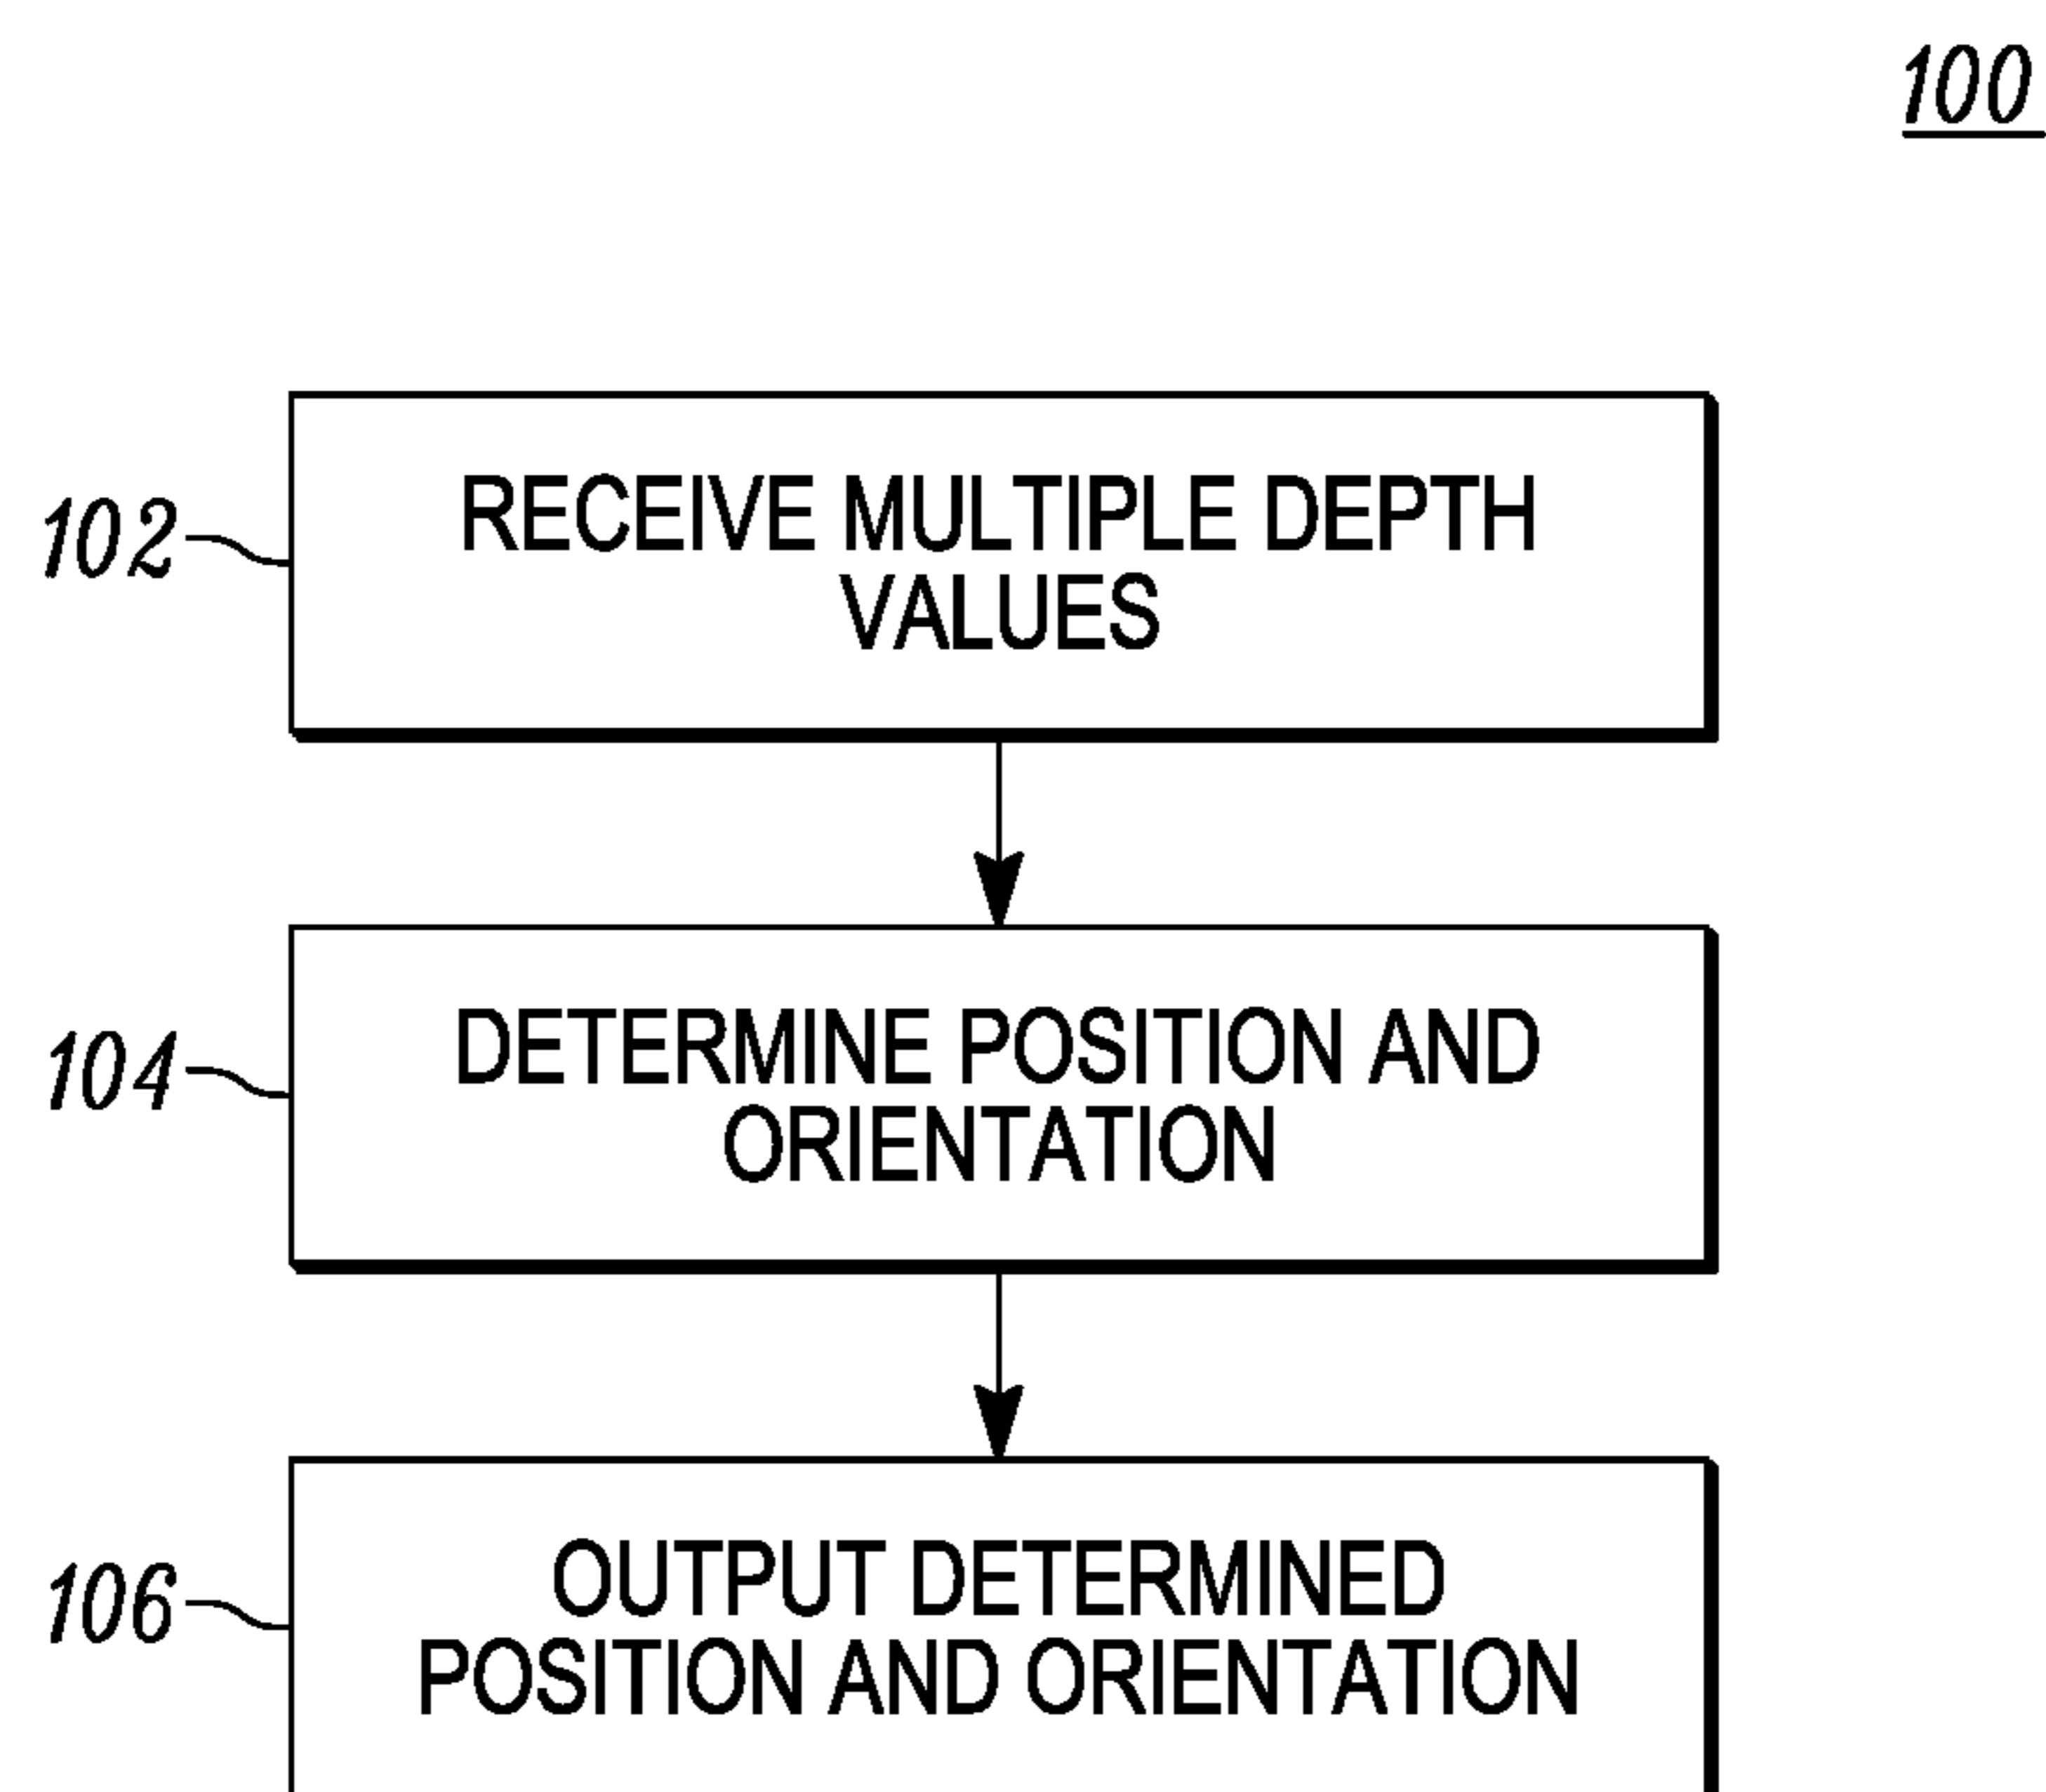 100
102
RECEIVE MULTIPLE DEPTH
VALUES
104
DETERMINE POSITION AND
ORIENTATION
106
OUTPUT DETERMINED
POSITION AND ORIENTATION